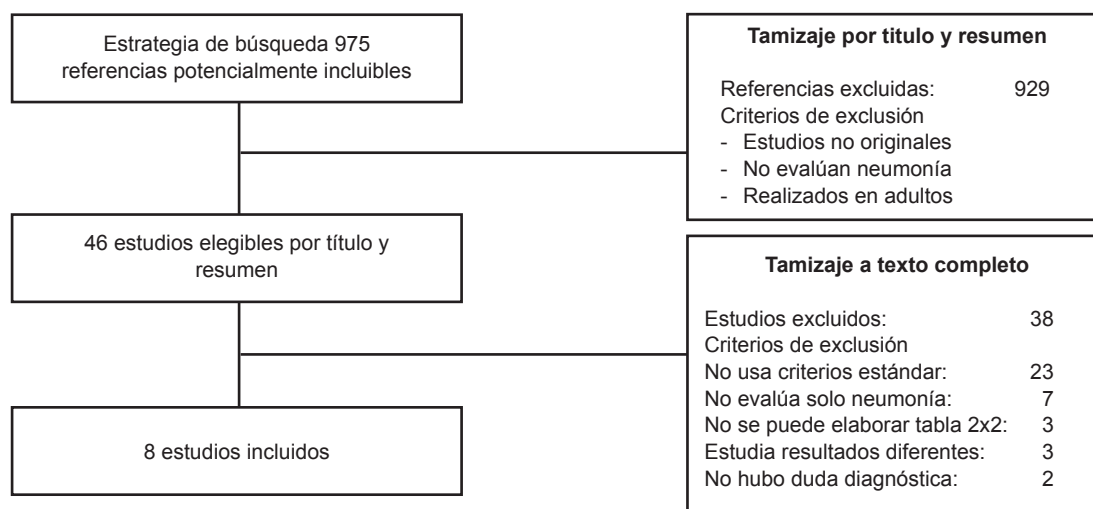 Estrategia de búsqueda 975
referencias potencialmente incluibles
Tamizaje por titulo y resumen
Referencias excluidas: 929
Criterios de exclusión
- Estudios no originales
- No evalúan neumonía
- Realizados en adultos
46 estudios elegibles por título y
resumen
Tamizaje a texto completo
Estudios excluidos: 38
Criterios de exclusión
No usa criterios estándar: 23
No evalúa solo neumonía: 7
No se puede elaborar tabla 2x2: 3
Estudia resultados diferentes: 3
No hubo duda diagnóstica: 2
8 estudios incluidos